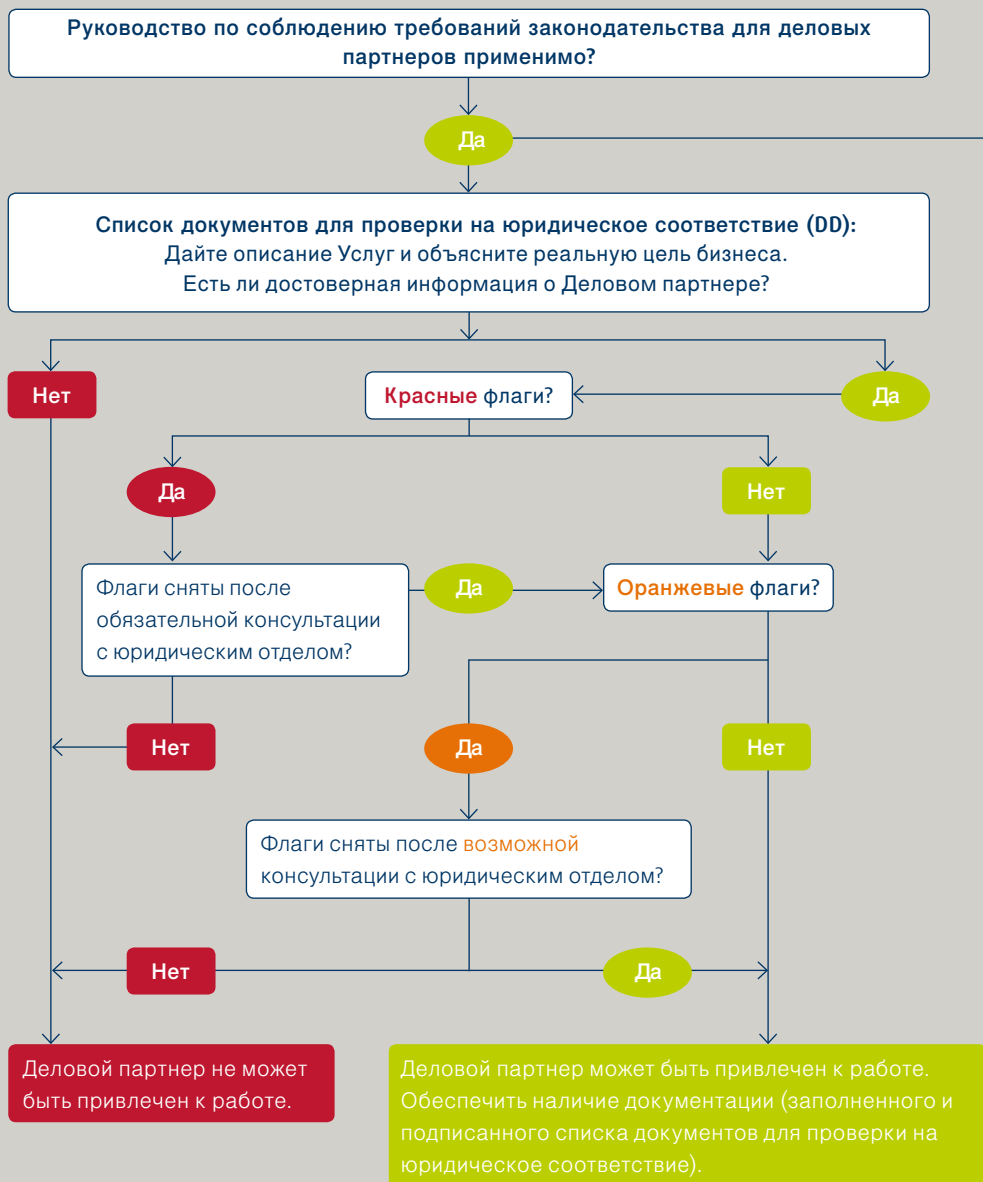 Руководство по соблюдению требований законодательства для деловых
партнеров применимо?
Да
Список документов для проверки на юридическое соответствие (DD):
Дайте описание Услуг и объясните реальную цель бизнеса.
Есть ли достоверная информация о Деловом партнере?
Нет
Красные флаги?
Да
Да
Нет
Флаги сняты после
обязательной консультации
с юридическим отделом?
Да
Оранжевые флаги?
Нет
Да
Нет
Флаги сняты после возможной
консультации с юридическим отделом?
Нет
Да
Деловой партнер не может
быть привлечен к работе.
Деловой партнер может быть привлечен к работе.
Обеспечить наличие документации (заполненного и
подписанного списка документов для проверки на
юридическое соответствие).